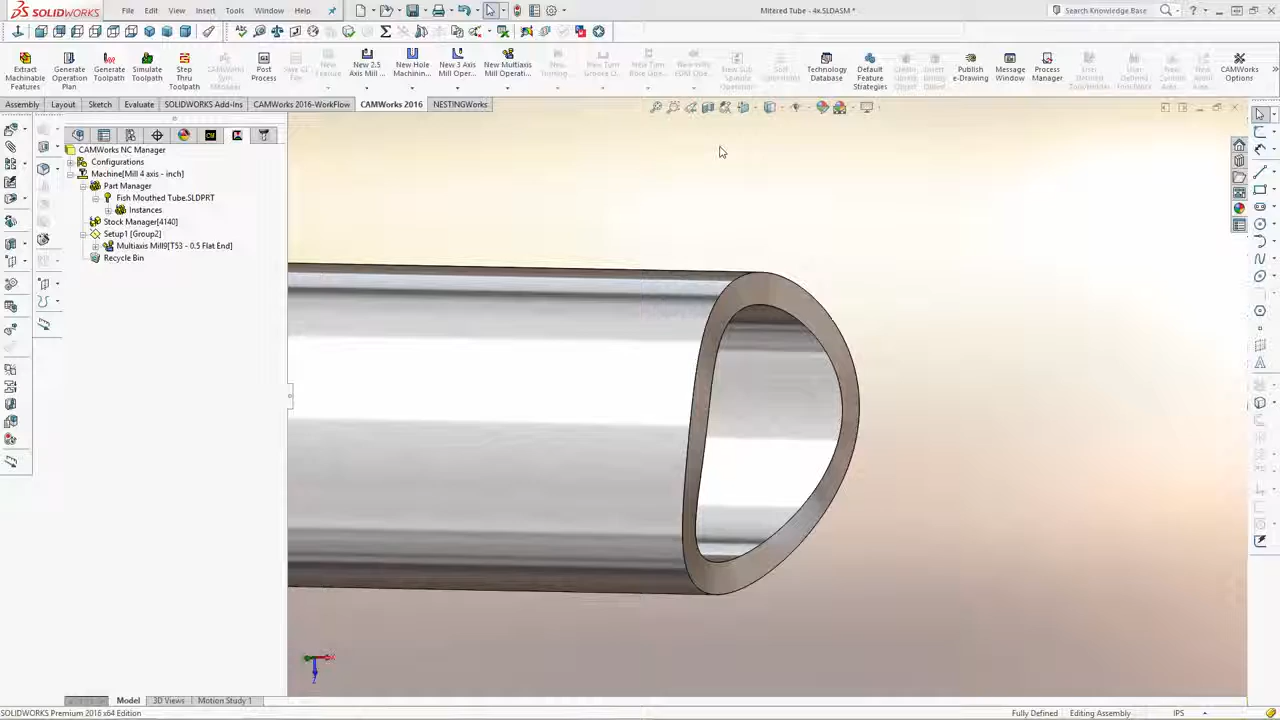 SOLIDWORKS File Edit View Insert Tools Window Help Mitered Tube - 4x.SLDASM * Search Knowledge Base
Extract Machinable Features
Generate Operation Plan
Generate Toolpath
Simulate Toolpath
Step Thru Toolpath
Post Process
New 2.5 Axis Mill ...
New Hole Machinin...
New 3 Axis Mill Oper...
New Multiaxis Mill Operati...
Technology Database
Default Feature Strategies
Publish e-Drawing
Message Window
Process Manager
CAMWorks Options
Assembly Layout Sketch Evaluate SOLIDWORKS Add-Ins CAMWorks 2016-WorkFlow CAMWorks 2016 NESTINGWorks
CAMWorks NC Manager
Configurations
Machine[Mill 4 axis - inch]
Part Manager
Fish Mouthed Tube.SLDPRT
Instances
Stock Manager[4140]
Setup1 [Group2]
Multiaxis Mill9[T53 - 0.5 Flat End]
Recycle Bin
Model 3D Views Motion Study 1
SOLIDWORKS Premium 2016 x64 Edition Fully Defined Editing Assembly IPS